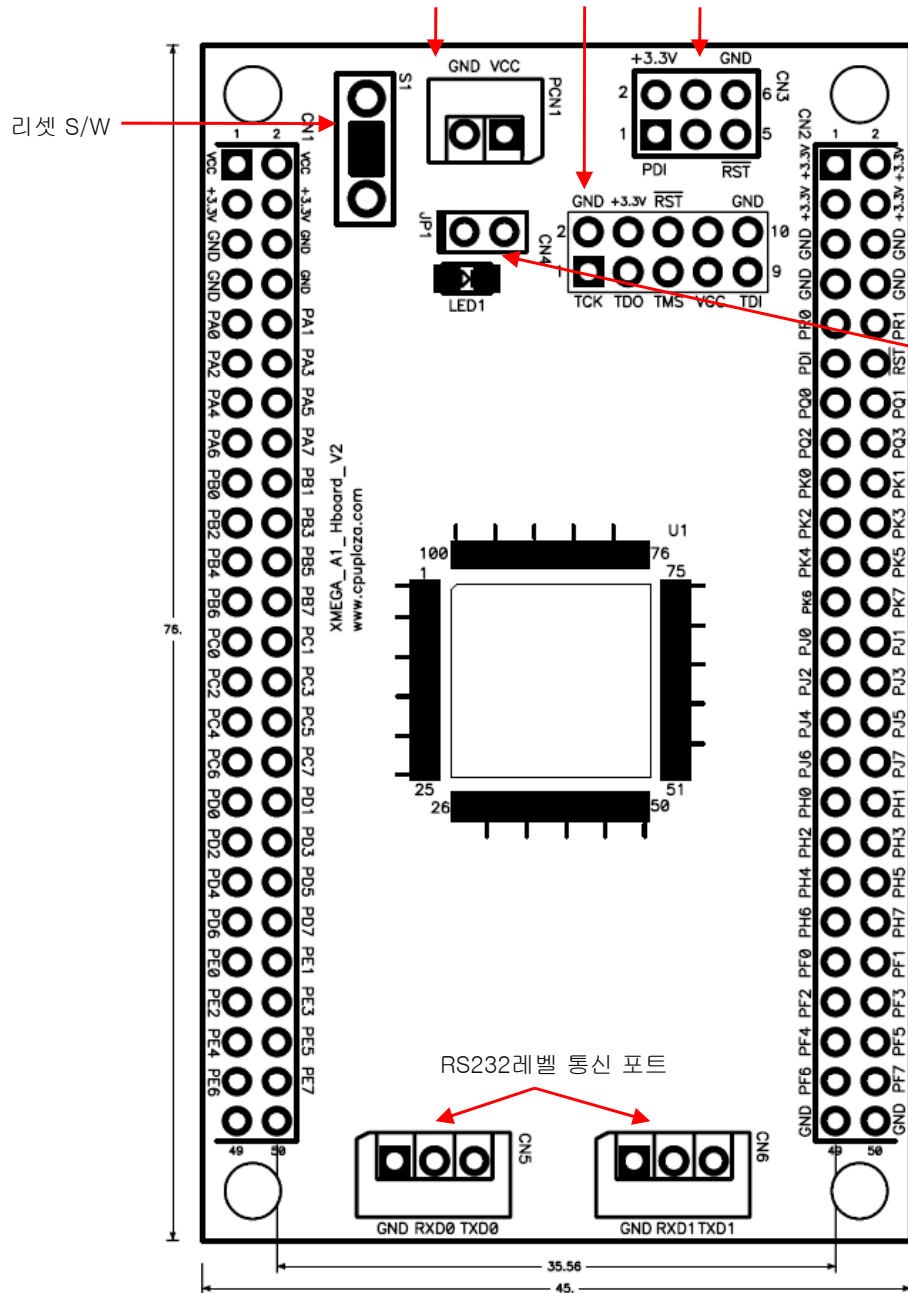 GND VCC
PCN1
S1
+3.3V GND
2 6
1 5
PDI RST
CN3
리셋 S/W
CN1
1 2
VCC VCC
+3.3V +3.3V
GND GND
GND GND
PA0 PA1
PA2 PA3
PA4 PA5
PA6 PA7
PB0 PB1
PB2 PB3
PB4 PB5
PB6 PB7
PC0 PC1
PC2 PC3
PC4 PC5
PC6 PC7
PD0 PD1
PD2 PD3
PD4 PD5
PD6 PD7
PE0 PE1
PE2 PE3
PE4 PE5
PE6 PE7
49 50
JP1
LED1
CN4
GND +3.3V RST GND
2 10
1 9
TCK TDO TMS VCC TDI
CN2
1 2
+3.3V +3.3V
+3.3V +3.3V
GND GND
GND GND
PR0 PR1
PDI RST
PQ0 PQ1
PQ2 PQ3
PK0 PK1
PK2 PK3
PK4 PK5
PK6 PK7
PJ0 PJ1
PJ2 PJ3
PJ4 PJ5
PJ6 PJ7
PH0 PH1
PH2 PH3
PH4 PH5
PH6 PH7
PF0 PF1
PF2 PF3
PF4 PF5
PF6 PF7
GND GND
49 50
XMEGA_A1_Hboard_V2
www.cpuplaza.com
U1
100 76
1 75
25 51
26 50
76.
RS232레벨 통신 포트
CN5
GND RXD0 TXD0
CN6
GND RXD1 TXD1
35.56
45.